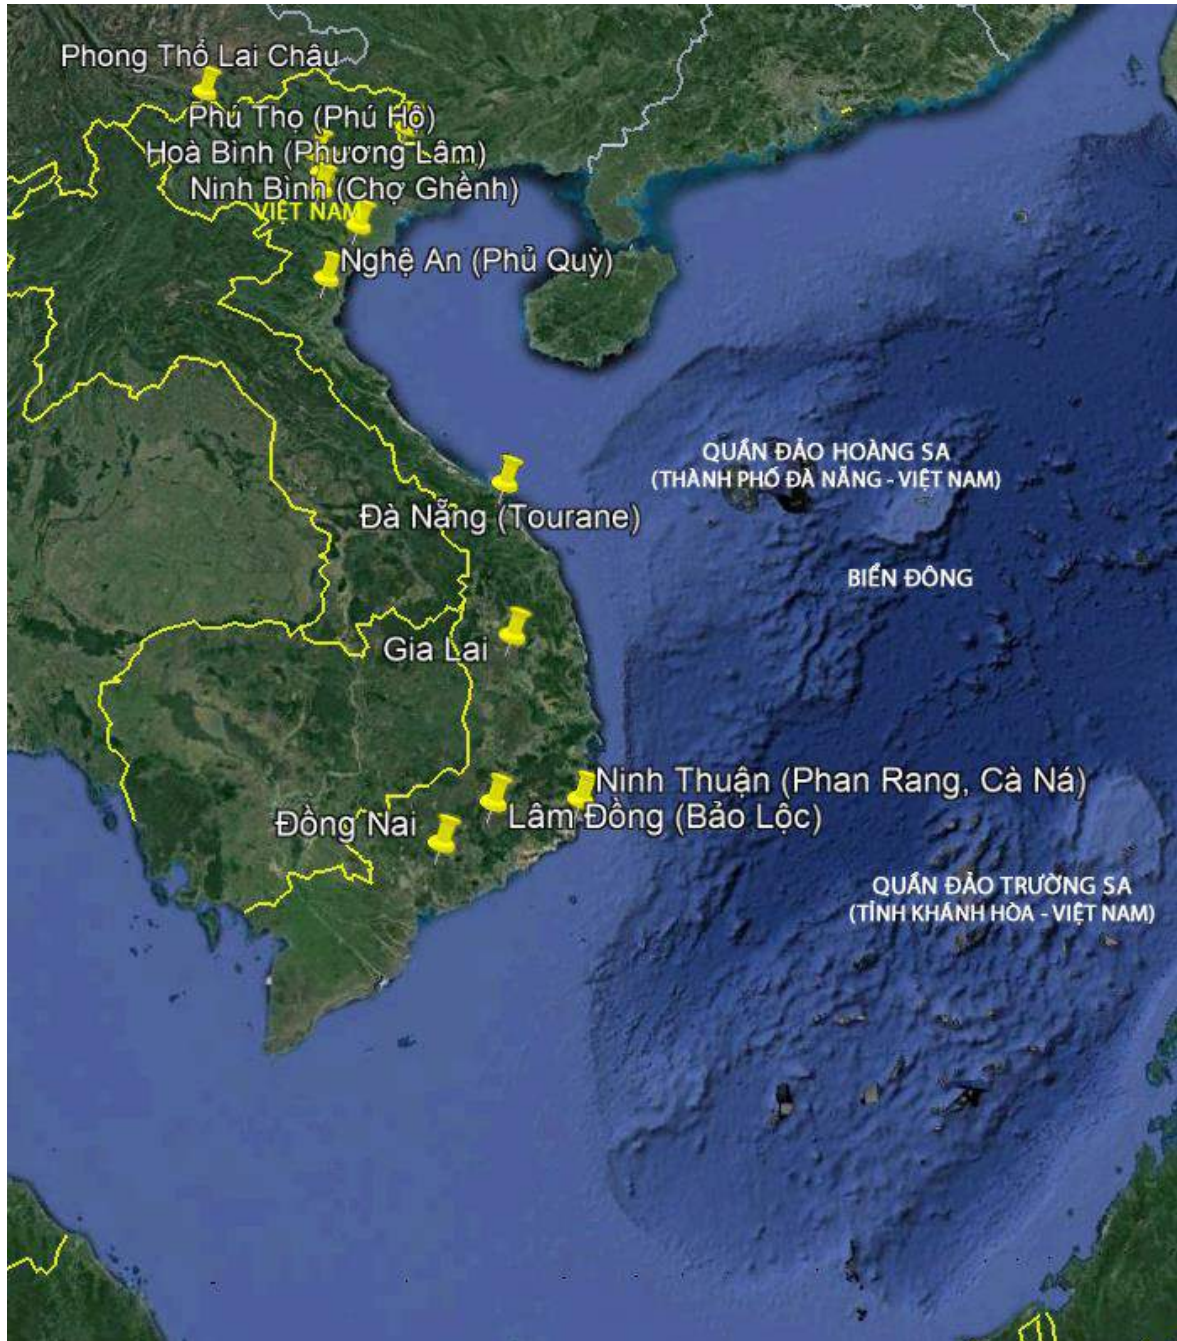 Phong Thổ Lai Châu
Phú Thọ (Phú Hộ)
Hoà Bình (Phương Lâm)
Ninh Bình (Chợ Ghềnh)
VIỆT NAM
Nghệ An (Phủ Quỳ)
QUẦN ĐẢO HOÀNG SA
(THÀNH PHỐ ĐÀ NẴNG - VIỆT NAM)
Đà Nẵng (Tourane)
BIỂN ĐÔNG
Gia Lai
Ninh Thuận (Phan Rang, Cà Ná)
Lâm Đồng (Bảo Lộc)
Đồng Nai
QUẦN ĐẢO TRƯỜNG SA
(TỈNH KHÁNH HÒA - VIỆT NAM)